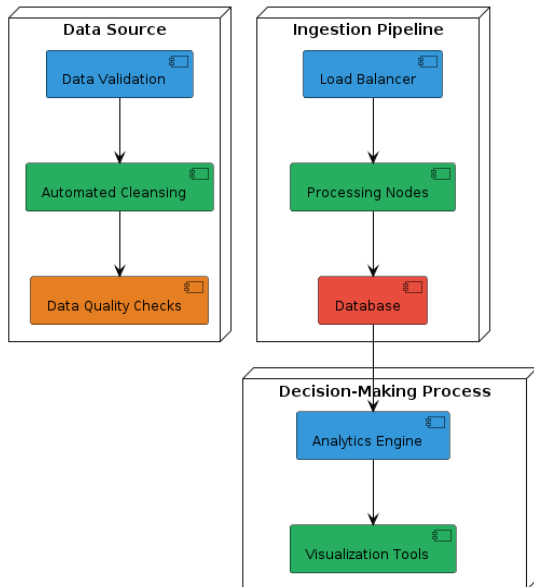 Data Source
Data Validation
Automated Cleansing
Data Quality Checks
Ingestion Pipeline
Load Balancer
Processing Nodes
Database
Decision-Making Process
Analytics Engine
Visualization Tools